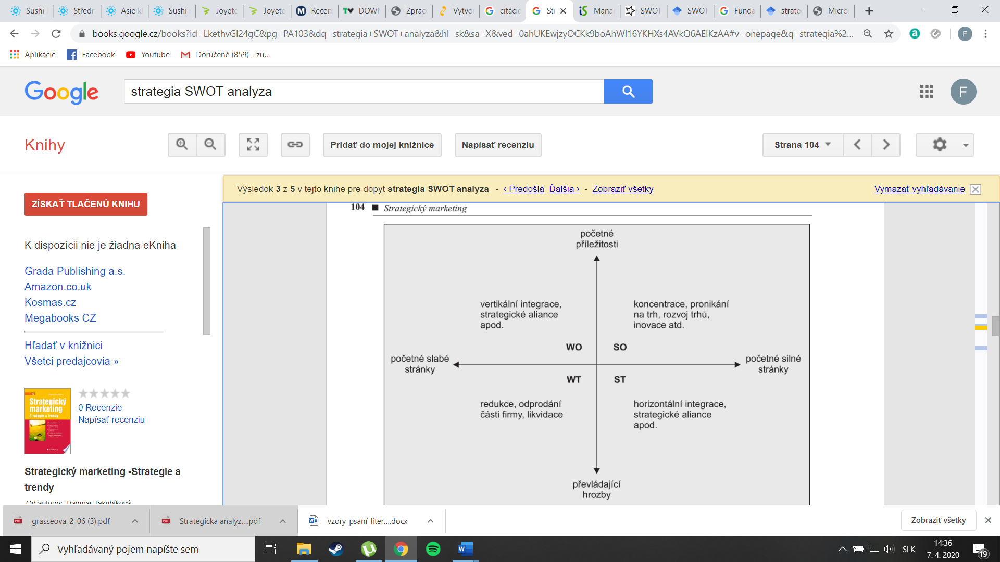 Sushi
Středn
Asie k
Sushi
Joyete
Joyete
Recen
DOWN
Zprac
Vytvo
citácie
Str
Mana
SWOT
SWOT
Funda
strate
Micro
books.google.cz/books?id=LkethvGl24gC&pg=PA103&dq=strategia+SWOT+analyza&hl=sk&sa=X&ved=0ahUKEwjzyOCKk9boAhWI16YKHXs4AVkQ6AEIKzAA#v=onepage&q=strategia%2...
F
Aplikácie
Facebook
Youtube
Doručené (859) - zu...
Google
strategia SWOT analyza
F
Knihy
Pridať do mojej knižnice
Napísať recenziu
Strana 104
Výsledok 3 z 5 v tejto knihe pre dopyt strategia SWOT analyza - ‹ Predošlá Ďalšia › - Zobraziť všetky
Vymazať vyhľadávanie
ZÍSKAŤ TLAČENÚ KNIHU
K dispozícii nie je žiadna eKniha
Grada Publishing a.s.
Amazon.co.uk
Kosmas.cz
Megabooks CZ
Hľadať v knižnici
Všetci predajcovia »
Strategický
marketing
Strategie a trendy
0 Recenzie
Napísať recenziu
Strategický marketing -Strategie a
trendy
Od autorov: Dagmar Jakubíková
104 ■ Strategický marketing
početné
příležitosti
vertikální integrace,
strategické aliance
apod.
koncentrace, pronikání
na trh, rozvoj trhů,
inovace atd.
WO
SO
početné slabé
stránky
početné silné
stránky
WT
ST
redukce, odprodání
části firmy, likvidace
horizontální integrace,
strategické aliance
apod.
převládající
hrozby
grasseova_2_06 (3).pdf
Strategicka analyz....pdf
vzory_psaní_liter....docx
Zobraziť všetky
Vyhľadávaný pojem napíšte sem
SLK
14:36
7. 4. 2020
19